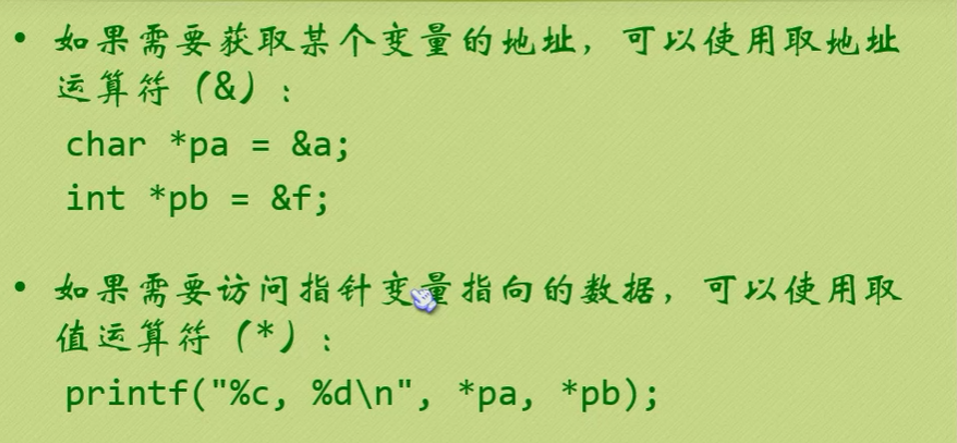 • 如果需要获取某个变量的地址，可以使用取地址
运算符（&）：
char *pa = &a;
int *pb = &f;
• 如果需要访问指针变量指向的数据，可以使用取
值运算符（*）：
printf("%c, %d\n", *pa, *pb);